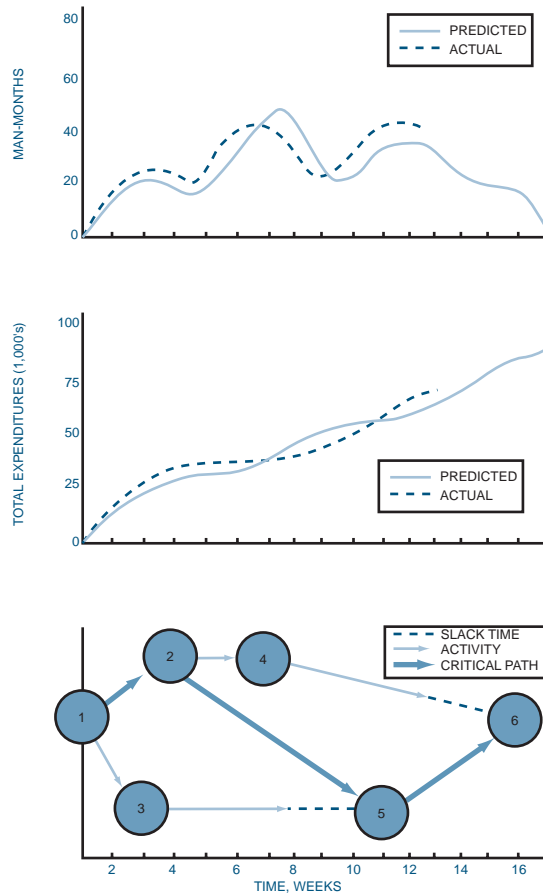 80
PREDICTED
ACTUAL
60
MAN-MONTHS
40
20
0
100
TOTAL EXPENDITURES (1,000's)
75
50
25
PREDICTED
ACTUAL
0
SLACK TIME
ACTIVITY
CRITICAL PATH
2
4
1
6
3
5
2 4 6 8 10 12 14 16
TIME, WEEKS